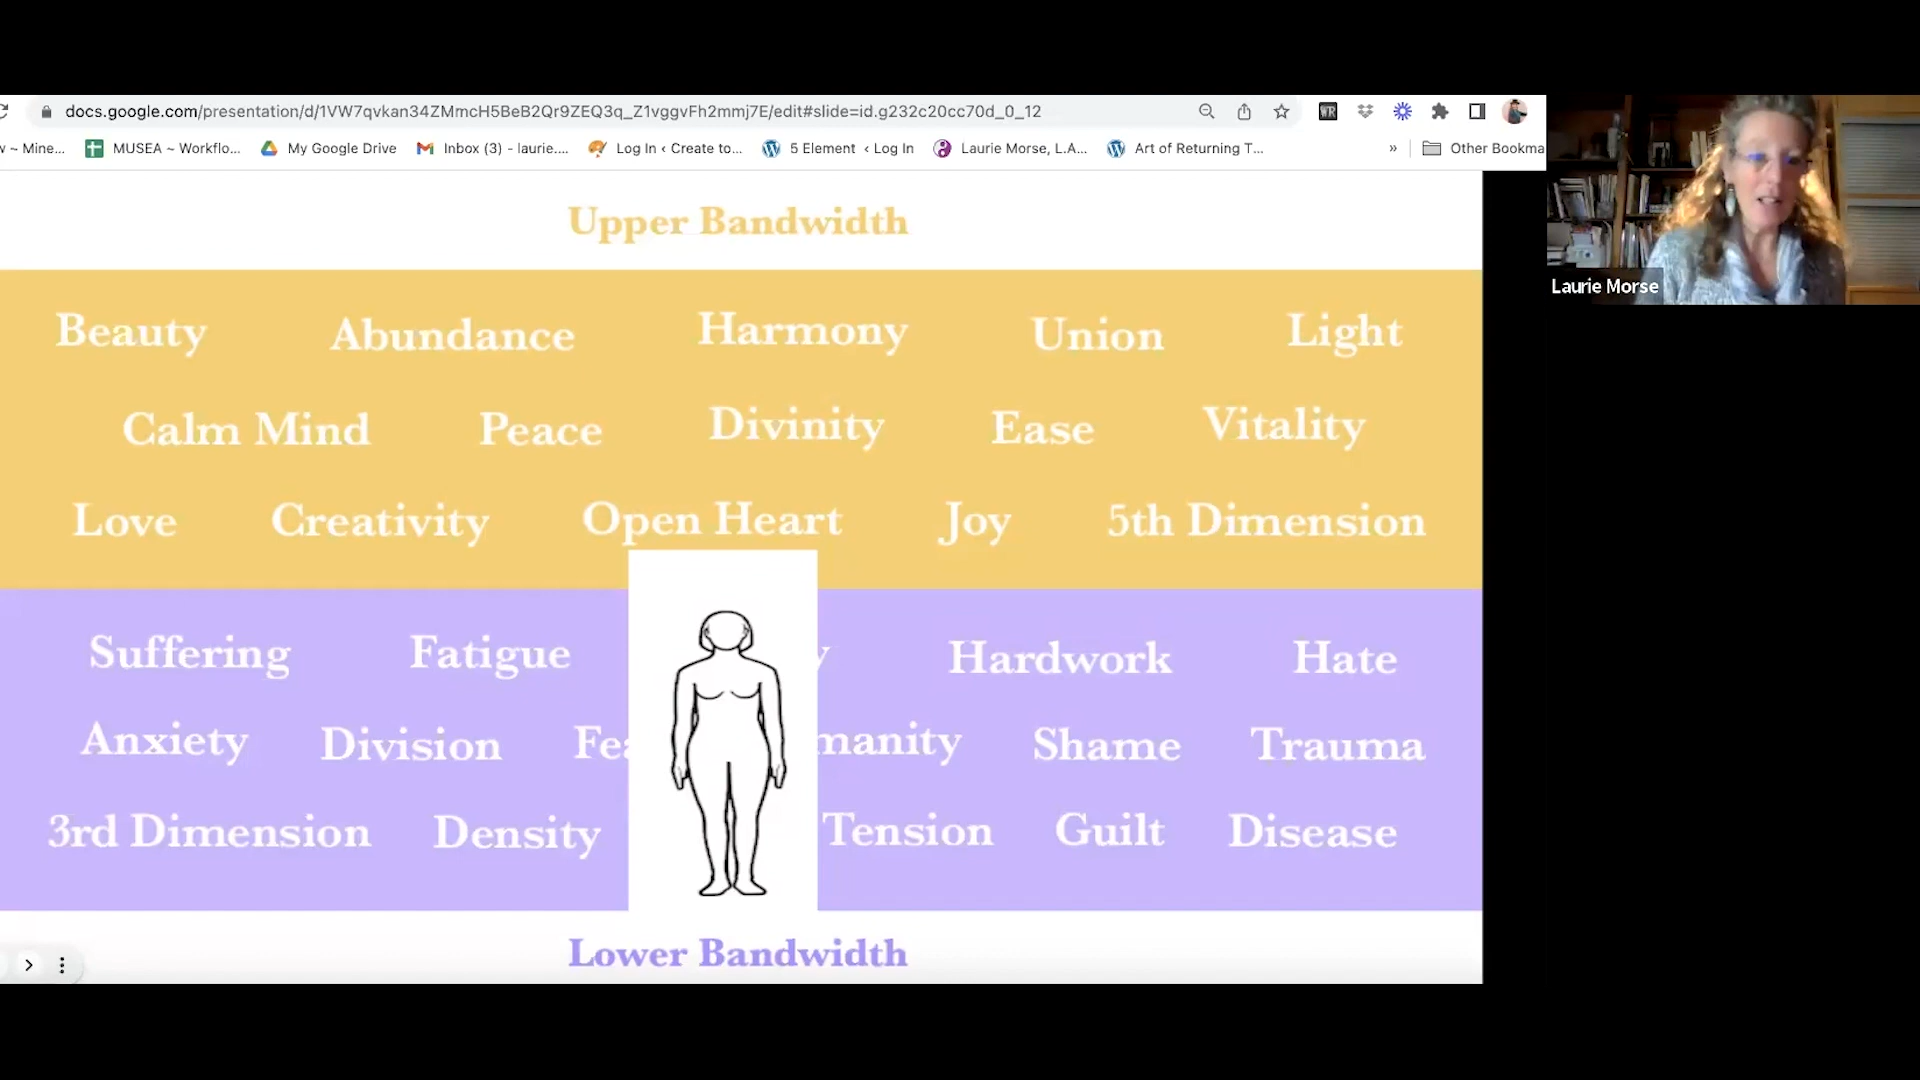 docs.google.com/presentation/d/1VW7qvkan34ZMmcH5BeB2Qr9ZEQ3q_Z1vggvFh2mmj7E/edit#slide=id.g232c20cc70d_0_12
WR
~ Mine... MUSEA ~ Workflo... My Google Drive Inbox (3) - laurie.... Log In ‹ Create to... 5 Element ‹ Log In Laurie Morse, L.A... Art of Returning T... » Other Bookma
Laurie Morse
Upper Bandwidth
Beauty Abundance Harmony Union Light
Calm Mind Peace Divinity Ease Vitality
Love Creativity Open Heart Joy 5th Dimension
Suffering Fatigue y Hardwork Hate
Anxiety Division Fea manity Shame Trauma
3rd Dimension Density Tension Guilt Disease
Lower Bandwidth